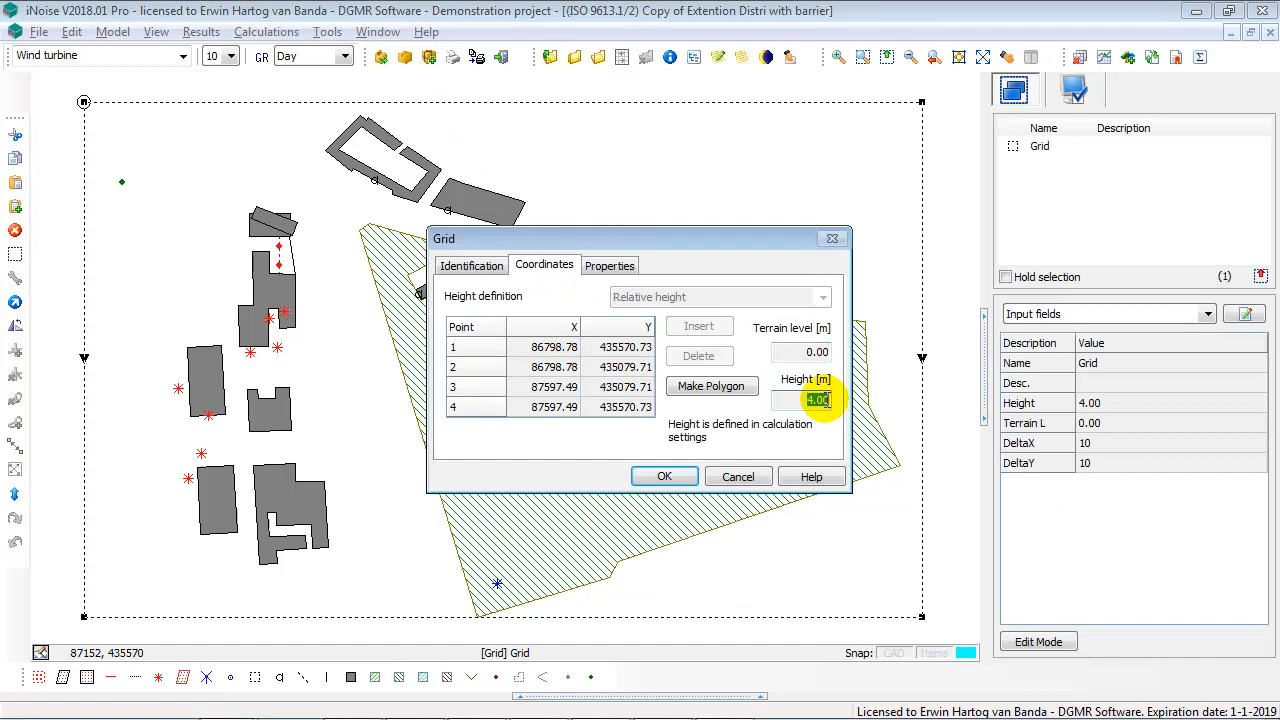 iNoise V2018.01 Pro - licensed to Erwin Hartog van Banda - DGMR Software - Demonstration project - [(ISO 9613.1/2) Copy of Extention Distri with barrier]
File Edit Model View Results Calculations Tools Window Help
Wind turbine 10 GR Day
Name Description
Grid
Hold selection (1)
Input fields
Description Value
Name Grid
Desc.
Height 4.00
Terrain L 0.00
DeltaX 10
DeltaY 10
Edit Mode
Grid
Identification Coordinates Properties
Height definition Relative height
Point X Y
1 86798.78 435570.73
2 86798.78 435079.71
3 87597.49 435079.71
4 87597.49 435570.73
Insert
Delete
Make Polygon
Terrain level [m]
0.00
Height [m]
4.00
Height is defined in calculation
settings
OK Cancel Help
87152, 435570 [Grid] Grid Snap: CAD Items
Licensed to Erwin Hartog van Banda. Expiration date: 1-1-2019